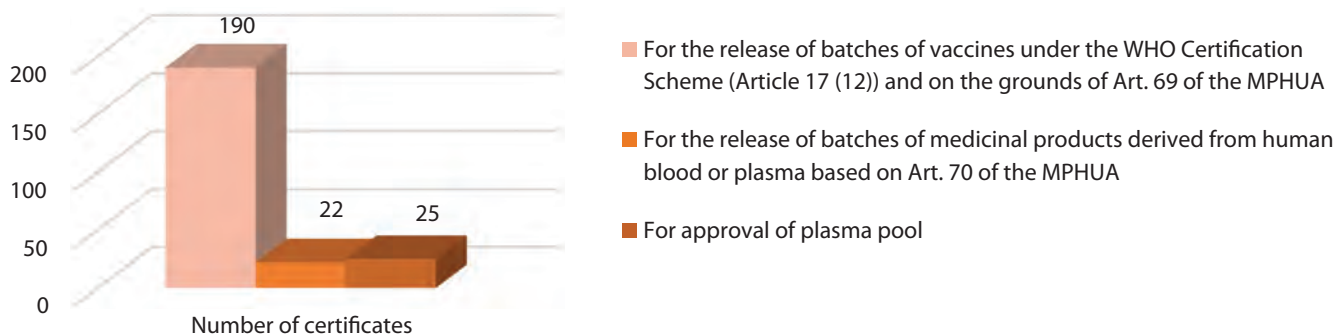 190
200
150
100
22
25
50
0
Number of certificates
For the release of batches of vaccines under the WHO Certification
Scheme (Article 17 (12)) and on the grounds of Art. 69 of the MPHUA
For the release of batches of medicinal products derived from human
blood or plasma based on Art. 70 of the MPHUA
For approval of plasma pool